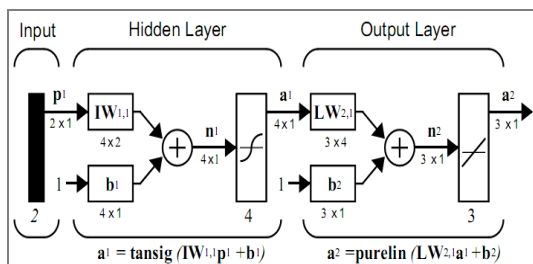 Input Hidden Layer Output Layer
p1 a1 a2
IW1,1 LW2,1
2 x 1 n1 4 x 1 n2 3 x 1
4 x 2 3 x 4
+ +
4x1 3 x 1
1 b1 1 b2
2 4 x 1 4 3 x 1 3
a1 = tansig (IW1,1p1 +b1) a2 =purelin (LW2,1a1+b2)